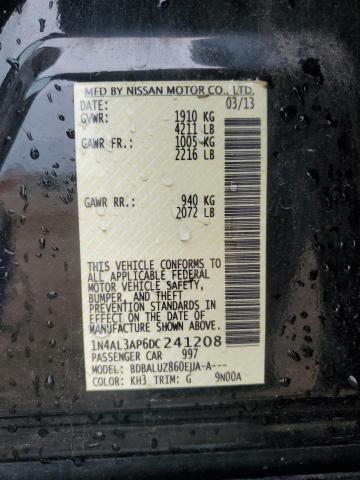 MFD BY NISSAN MOTOR CO., LTD.
DATE: 03/13
GVWR: 1910 KG
4211 LB
GAWR FR.: 1005 KG
2216 LB
GAWR RR.: 940 KG
2072 LB
THIS VEHICLE CONFORMS TO
ALL APPLICABLE FEDERAL
MOTOR VEHICLE SAFETY,
BUMPER, AND THEFT
PREVENTION STANDARDS IN
EFFECT ON THE DATE OF
MANUFACTURE SHOWN ABOVE.
1N4AL3AP6DC241208
PASSENGER CAR 997
MODEL: BDBALUZ860EJJA-A---
COLOR: KH3 TRIM: G 9N00A